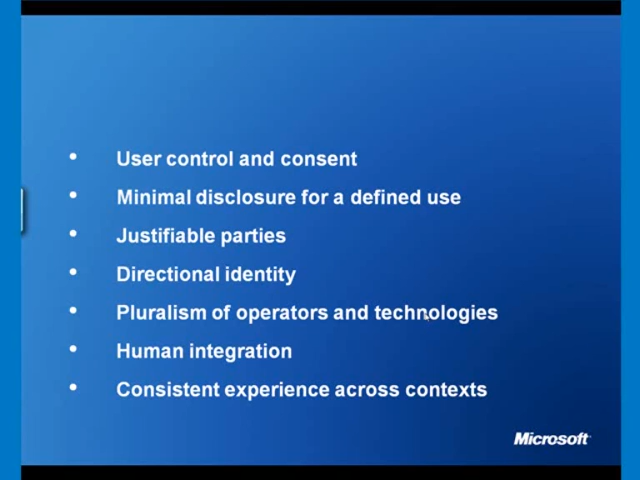 • User control and consent
• Minimal disclosure for a defined use
• Justifiable parties
• Directional identity
• Pluralism of operators and technologies
• Human integration
• Consistent experience across contexts
Microsoft